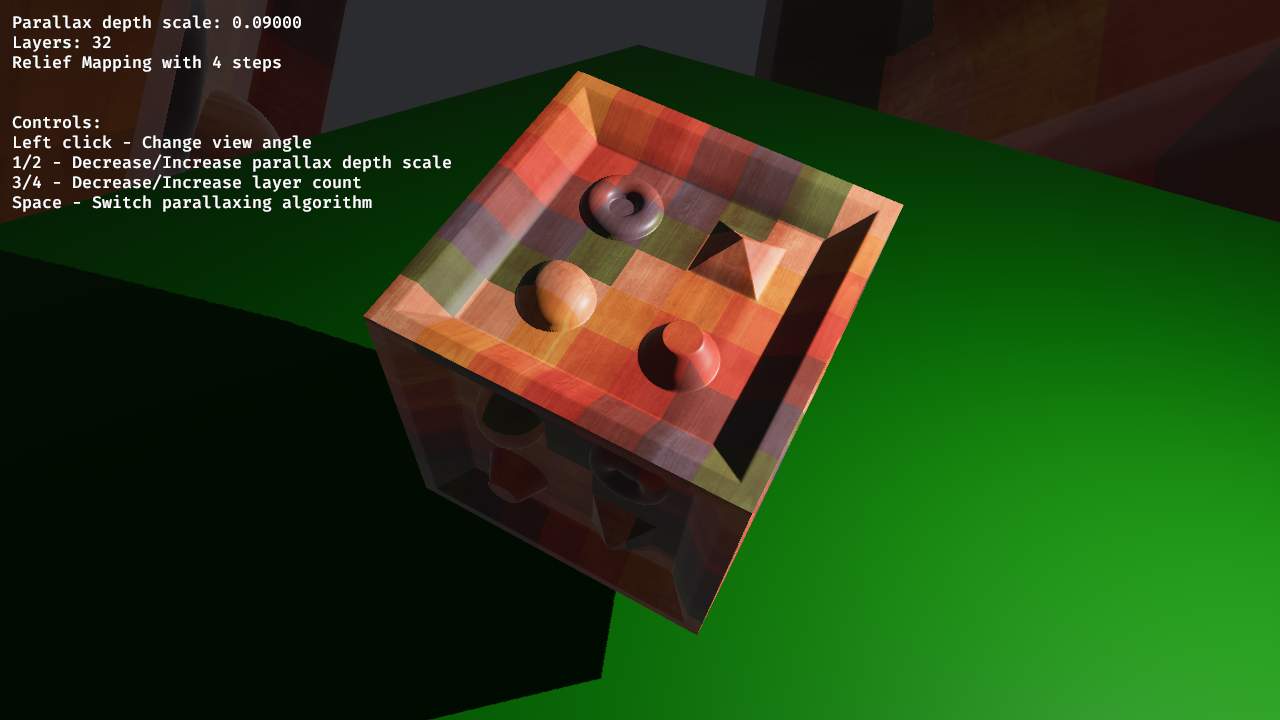 Parallax depth scale: 0.09000
Layers: 32
Relief Mapping with 4 steps
Controls:
Left click - Change view angle
1/2 - Decrease/Increase parallax depth scale
3/4 - Decrease/Increase layer count
Space - Switch parallaxing algorithm